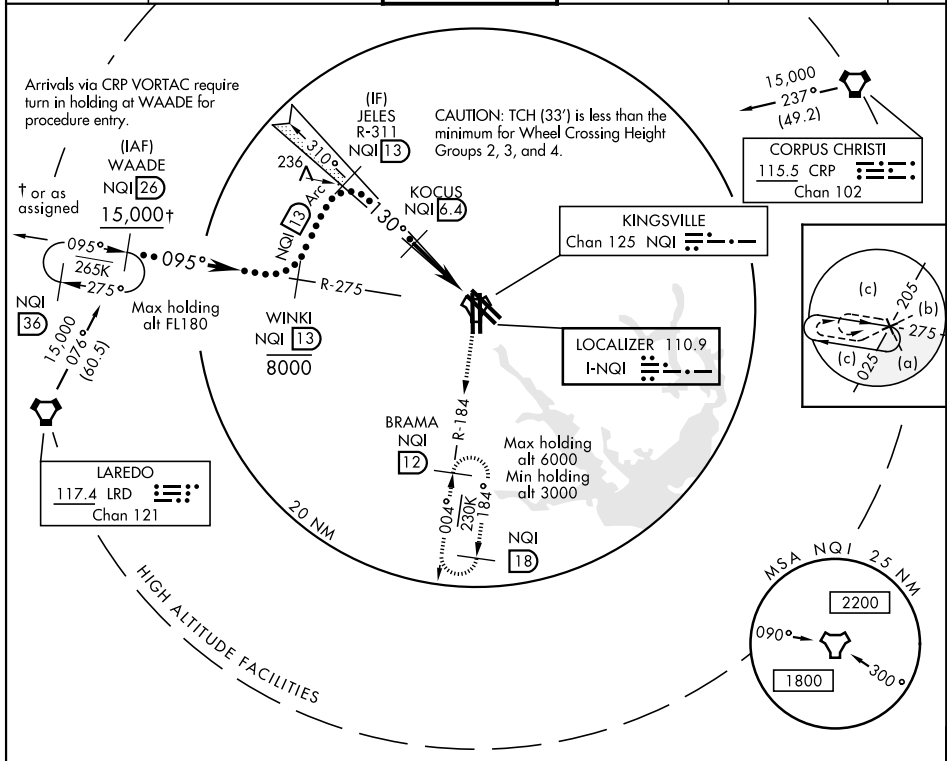 Arrivals via CRP VORTAC require
turn in holding at WAADE for
procedure entry.
(IAF)
WAADE
NQI 26
15,000†
† or as
assigned
095°
265K
275°
NQI
36
15,000
076°
(60.5)
Max holding
alt FL180
095°
LAREDO
117.4 LRD
Chan 121
(IF)
JELES
R-311
NQI 13
310°
236
NQI 13 Arc
130°
CAUTION: TCH (33') is less than the
minimum for Wheel Crossing Height
Groups 2, 3, and 4.
KOCUS
NQI 6.4
R-275
WINKI
NQI 13
8000
KINGSVILLE
Chan 125 NQI
LOCALIZER 110.9
I-NQI
R-184
BRAMA
NQI
12
Max holding
alt 6000
Min holding
alt 3000
004°
230K
184°
NQI
18
20 NM
HIGH ALTITUDE FACILITIES
15,000
237°
(49.2)
CORPUS CHRISTI
115.5 CRP
Chan 102
(c)
205
(b)
275
(c)
(a)
025
MSA NQI 25 NM
2200
090°
1800
300°